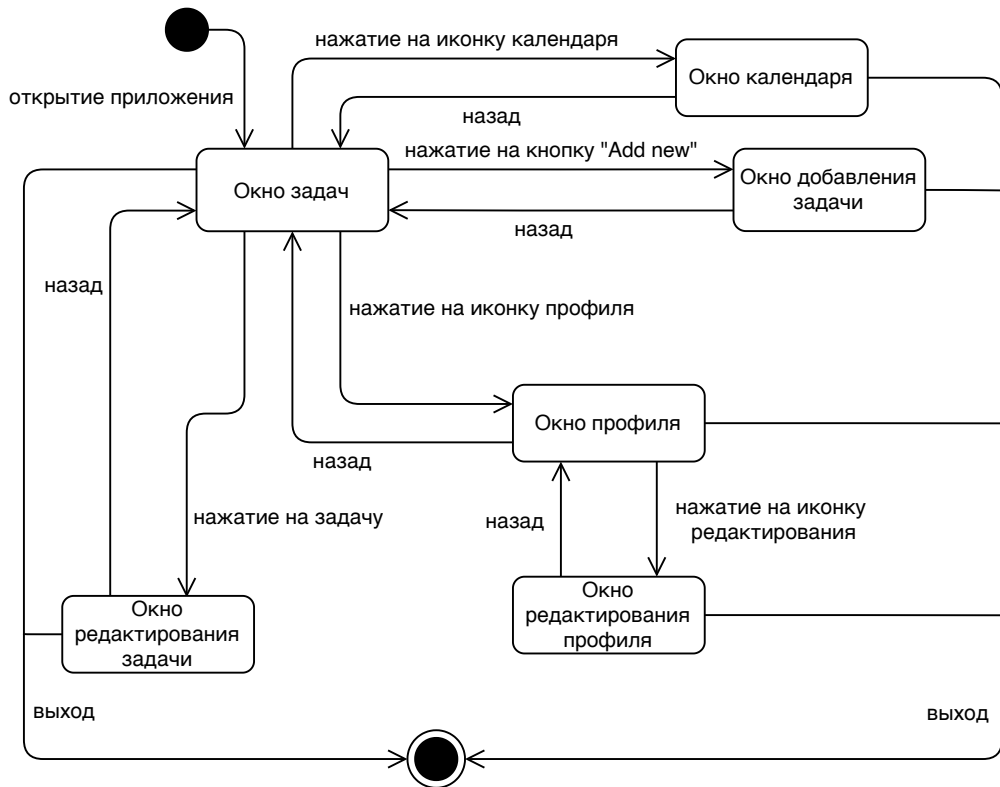 нажатие на иконку календаря
Окно календаря
открытие приложения
назад
нажатие на кнопку "Add new"
Окно задач
Окно добавления
задачи
назад
назад
нажатие на иконку профиля
Окно профиля
назад
нажатие на задачу
назад
нажатие на иконку
редактирования
Окно
редактирования
задачи
Окно
редактирования
профиля
выход
выход